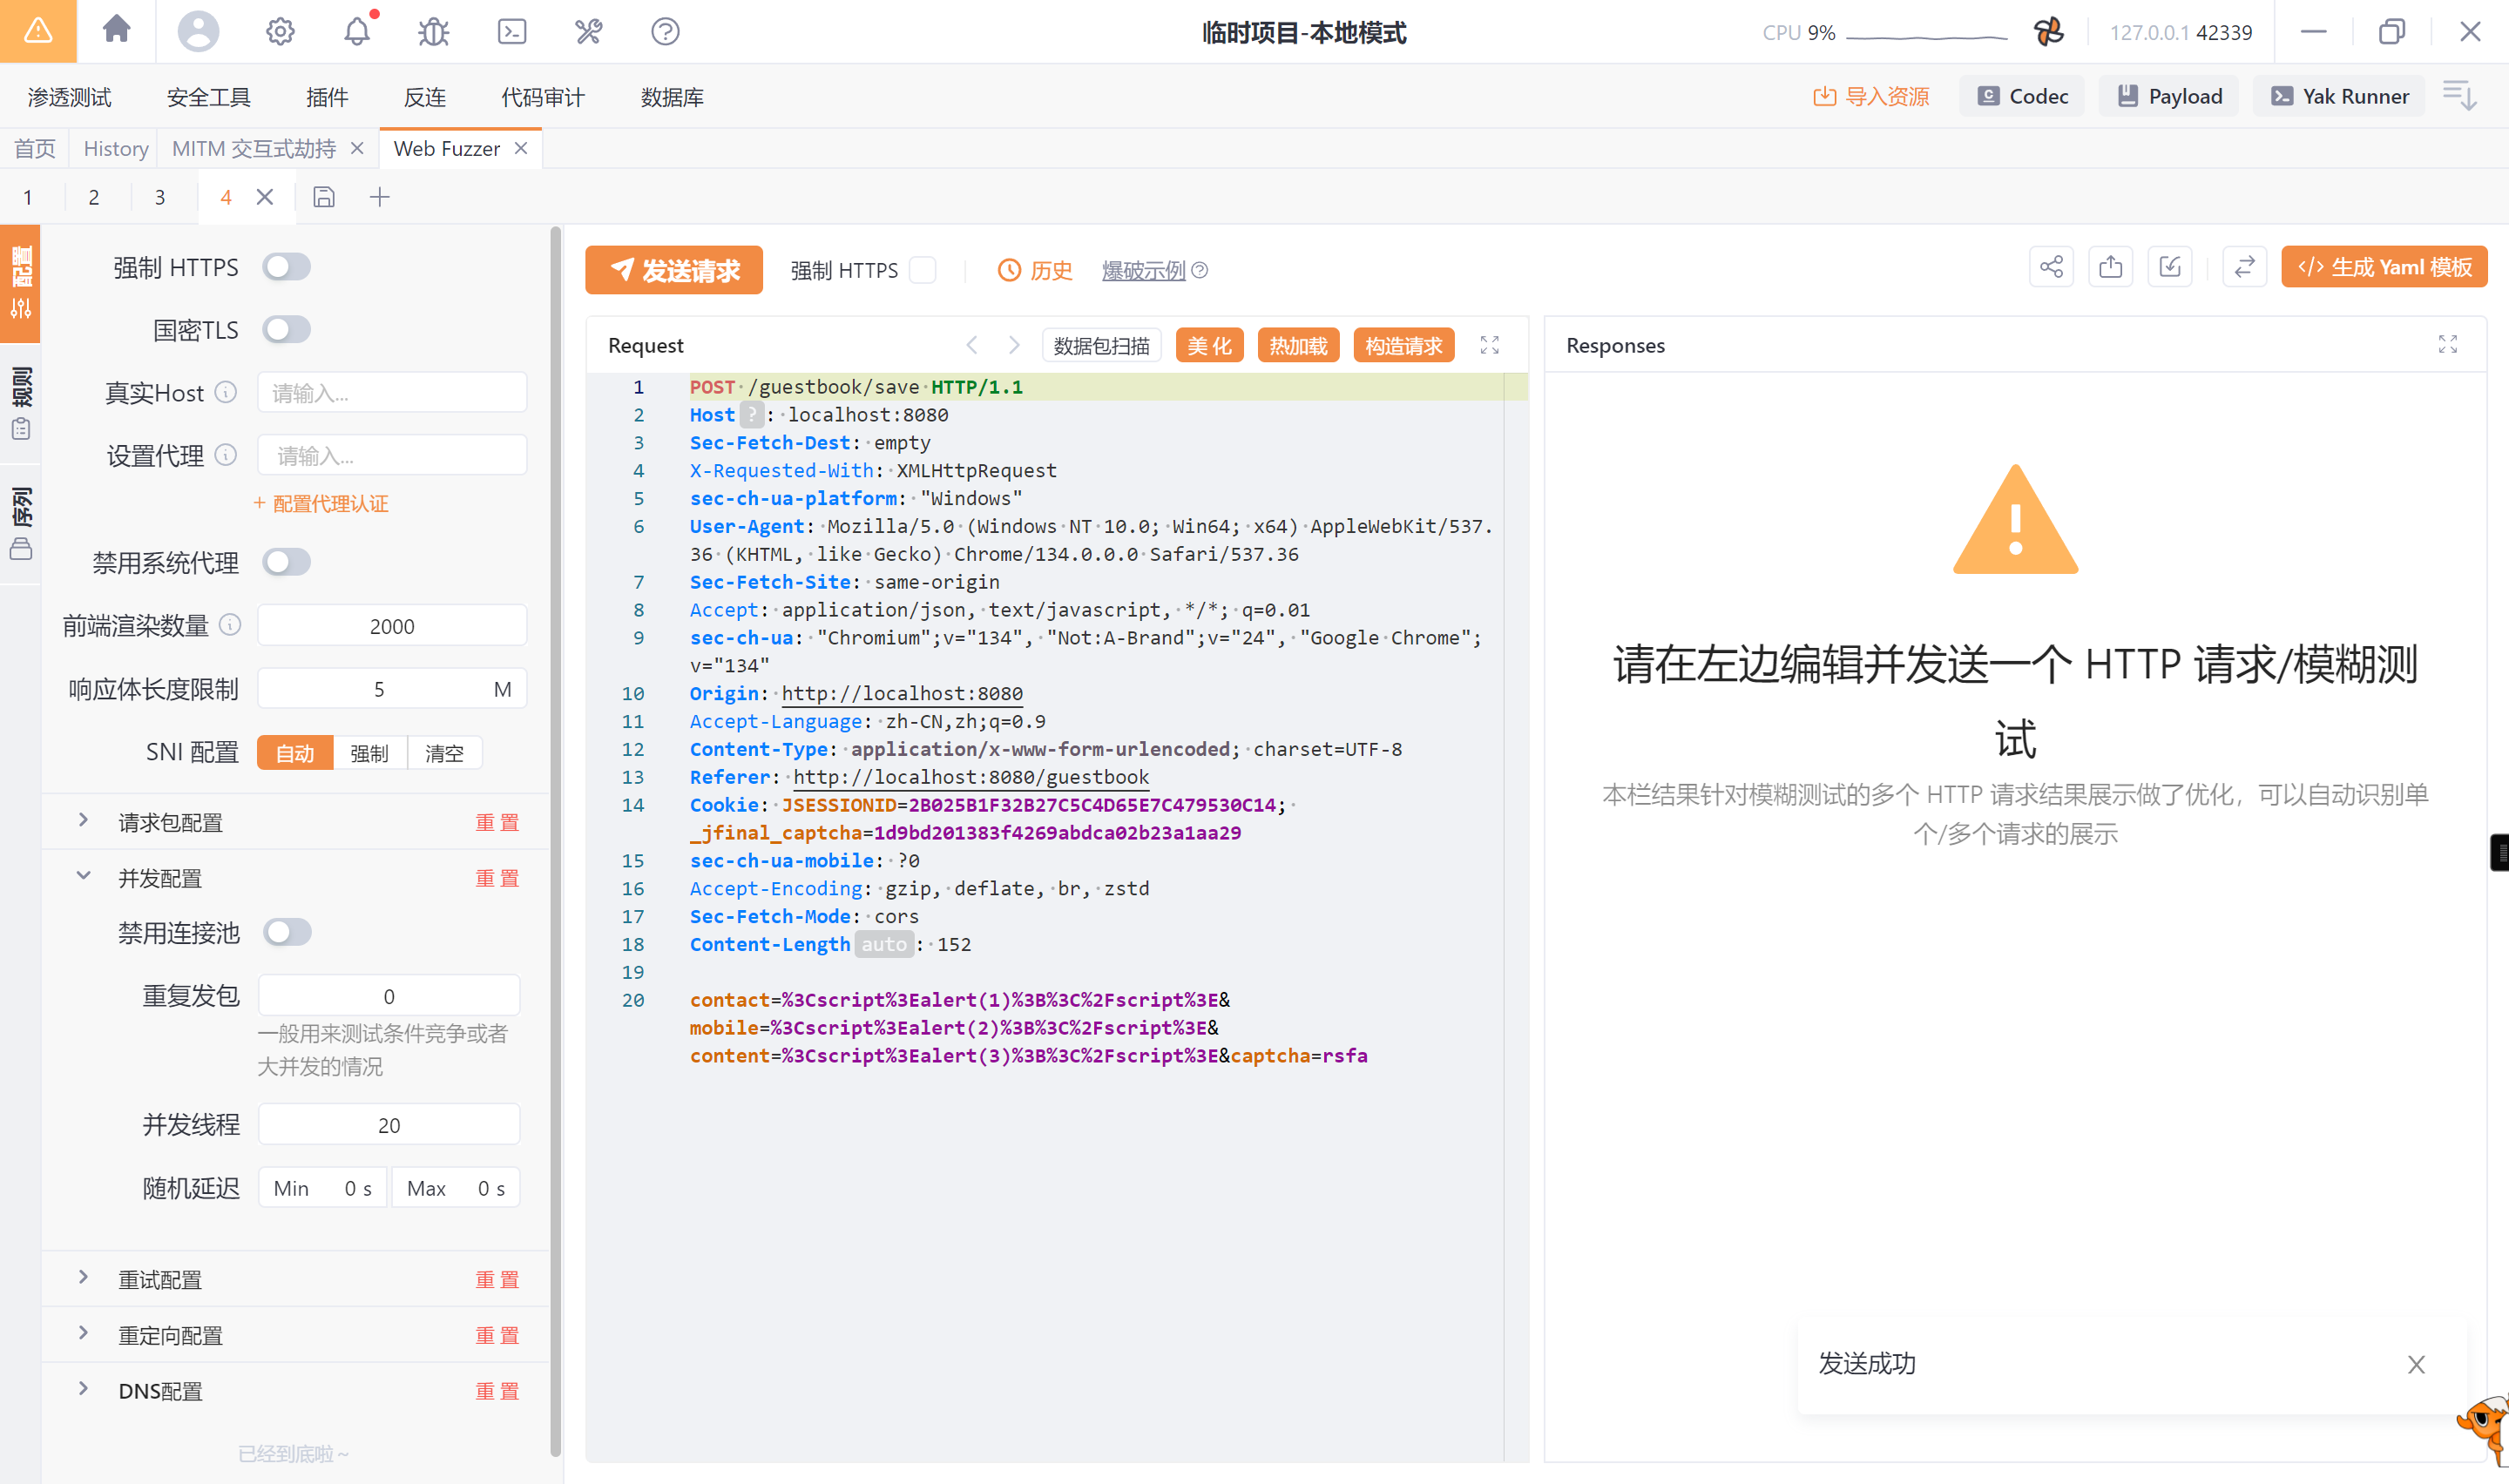 临时项目-本地模式
CPU 9%
127.0.0.1 42339
渗透测试 安全工具 插件 反连 代码审计 数据库
导入资源 Codec Payload Yak Runner
首页 History MITM 交互式劫持 Web Fuzzer
1 2 3 4
配置
规则
序列
强制 HTTPS
国密TLS
真实Host 请输入...
设置代理 请输入...
+ 配置代理认证
禁用系统代理
前端渲染数量 2000
响应体长度限制 5 M
SNI 配置 自动 强制 清空
请求包配置 重 置
并发配置 重 置
禁用连接池
重复发包 0
一般用来测试条件竞争或者
大并发的情况
并发线程 20
随机延迟 Min 0 s Max 0 s
重试配置 重 置
重定向配置 重 置
DNS配置 重 置
已经到底啦~
发送请求 强制 HTTPS 历史 爆破示例
生成 Yaml 模板
Request 数据包扫描 美 化 热加载 构造请求
1 POST /guestbook/save HTTP/1.1
2 Host ? : localhost:8080
3 Sec-Fetch-Dest: empty
4 X-Requested-With: XMLHttpRequest
5 sec-ch-ua-platform: "Windows"
6 User-Agent: Mozilla/5.0 (Windows NT 10.0; Win64; x64) AppleWebKit/537.
36 (KHTML, like Gecko) Chrome/134.0.0.0 Safari/537.36
7 Sec-Fetch-Site: same-origin
8 Accept: application/json, text/javascript, */*; q=0.01
9 sec-ch-ua: "Chromium";v="134", "Not:A-Brand";v="24", "Google Chrome";
v="134"
10 Origin: http://localhost:8080
11 Accept-Language: zh-CN,zh;q=0.9
12 Content-Type: application/x-www-form-urlencoded; charset=UTF-8
13 Referer: http://localhost:8080/guestbook
14 Cookie: JSESSIONID=2B025B1F32B27C5C4D65E7C479530C14;
_jfinal_captcha=1d9bd201383f4269abdca02b23a1aa29
15 sec-ch-ua-mobile: ?0
16 Accept-Encoding: gzip, deflate, br, zstd
17 Sec-Fetch-Mode: cors
18 Content-Length auto : 152
19
20 contact=%3Cscript%3Ealert(1)%3B%3C%2Fscript%3E&
mobile=%3Cscript%3Ealert(2)%3B%3C%2Fscript%3E&
content=%3Cscript%3Ealert(3)%3B%3C%2Fscript%3E&captcha=rsfa
Responses
请在左边编辑并发送一个 HTTP 请求/模糊测
试
本栏结果针对模糊测试的多个 HTTP 请求结果展示做了优化，可以自动识别单
个/多个请求的展示
发送成功